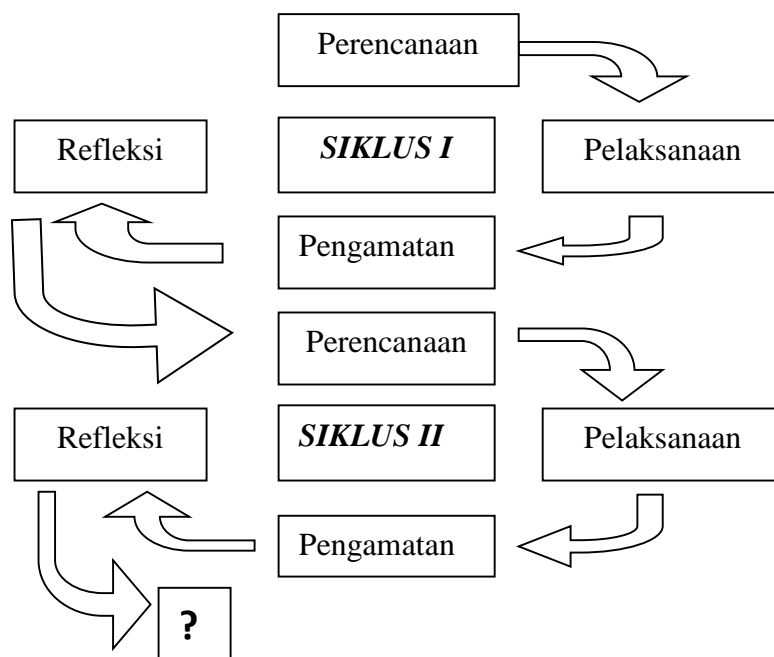 Perencanaan
Refleksi
SIKLUS I
Pelaksanaan
Pengamatan
Perencanaan
Refleksi
SIKLUS II
Pelaksanaan
Pengamatan
?